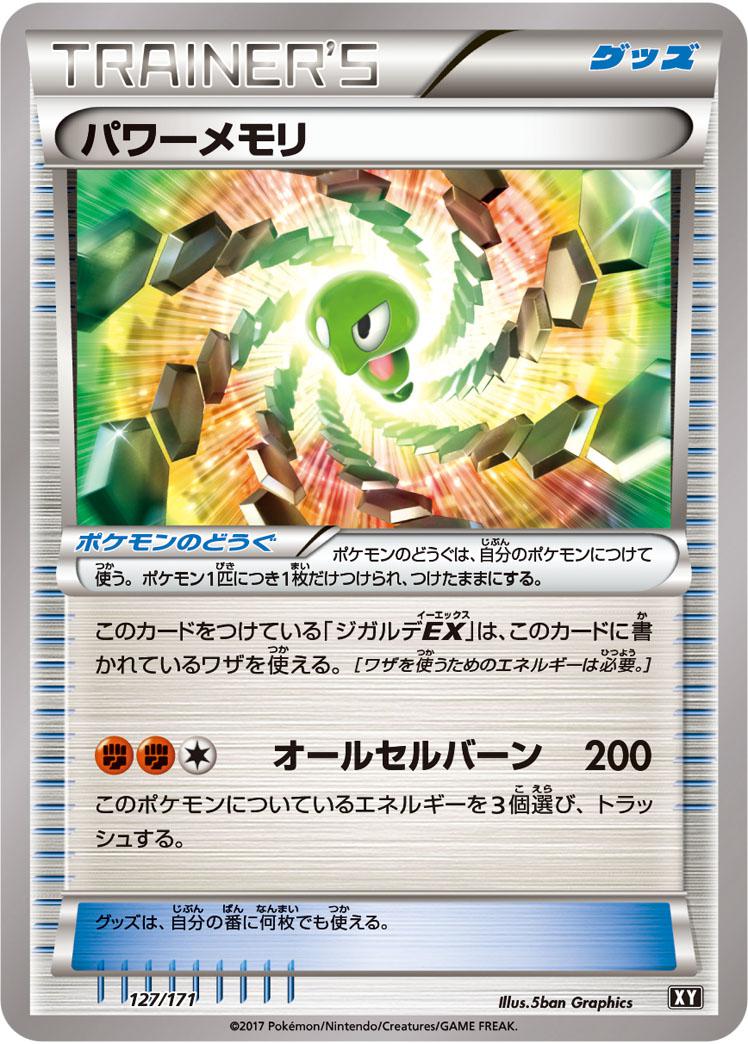 TRAINER'S
グッズ
パワーメモリ
ポケモンのどうぐ
ポケモンのどうぐは、自分のポケモンにつけて
使う。ポケモン1匹につき1枚だけつけられ、つけたままにする。
このカードをつけている「ジガルデEX」は、このカードに書
かれているワザを使える。[ワザを使うためのエネルギーは必要。]
オールセルバーン 200
このポケモンについているエネルギーを3個選び、トラッ
シュする。
グッズは、自分の番に何枚でも使える。
127/171
Illus.5ban Graphics
XY
©2017 Pokémon/Nintendo/Creatures/GAME FREAK.